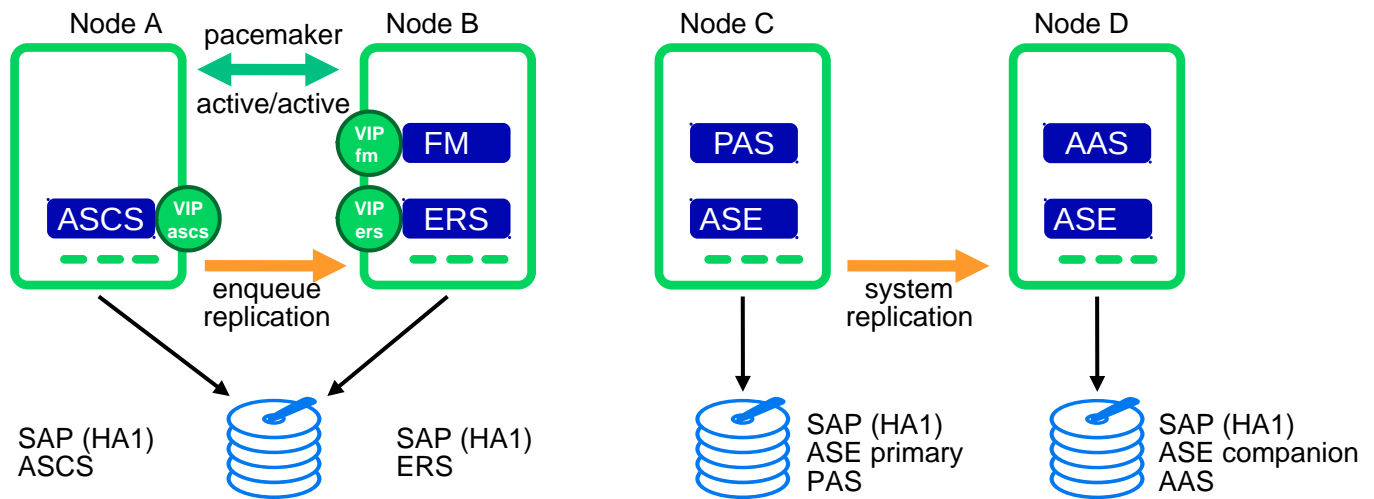 Node A
Node B
Node C
Node D
pacemaker
active/active
VIP
fm
FM
PAS
AAS
ASCS
VIP
ascs
VIP
ers
ERS
ASE
ASE
enqueue
replication
system
replication
SAP (HA1)
ASCS
SAP (HA1)
ERS
SAP (HA1)
ASE primary
PAS
SAP (HA1)
ASE companion
AAS